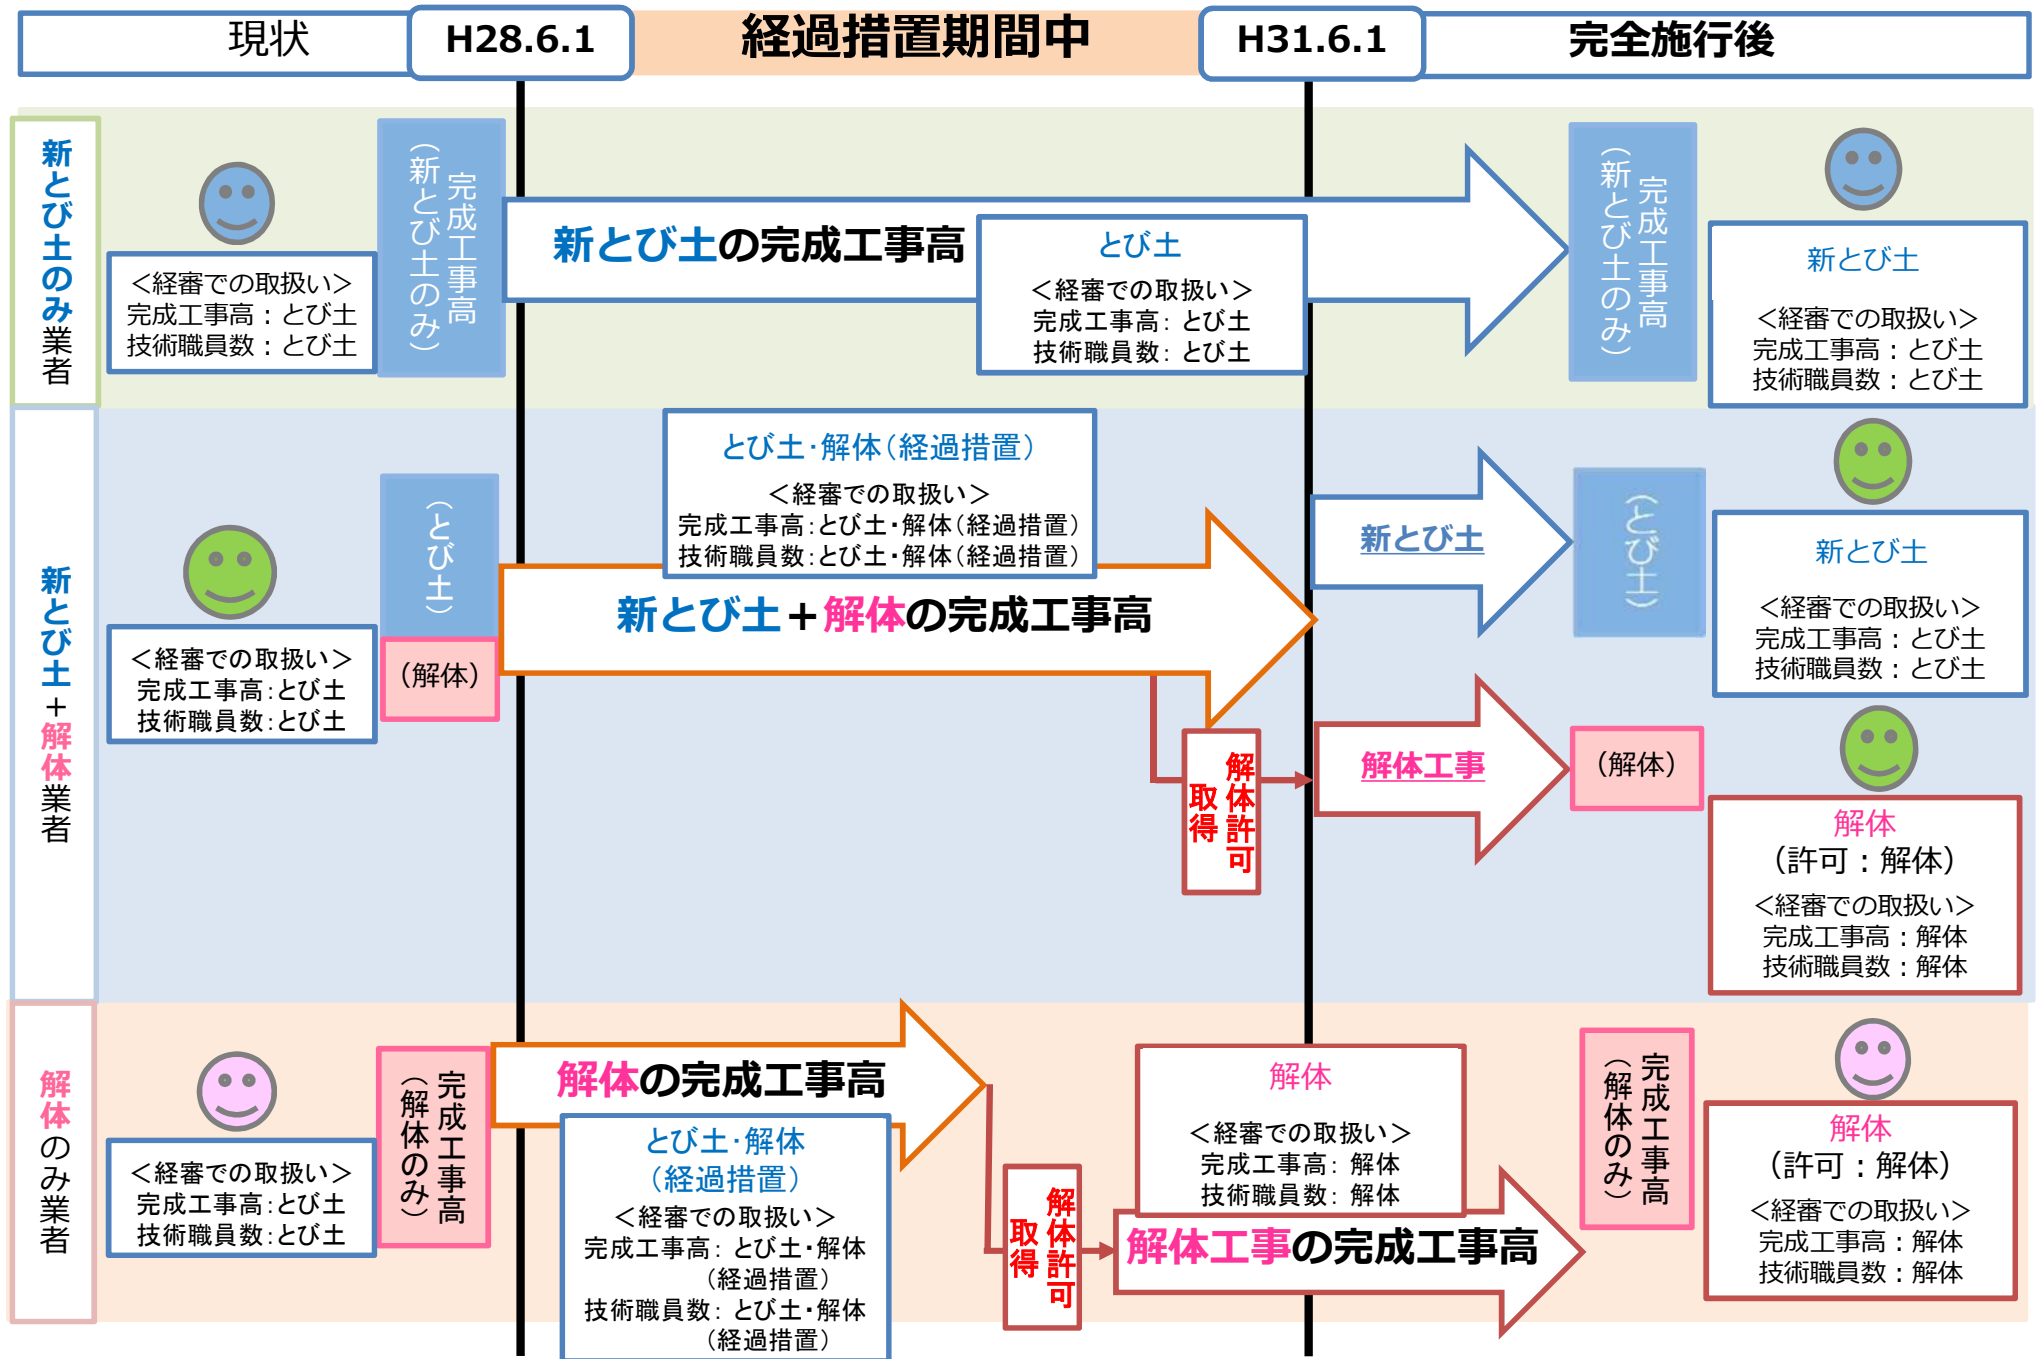 現状
H28.6.1
経過措置期間中
H31.6.1
完全施行後
新とび土のみ業者
＜経審での取扱い＞
完成工事高：とび土
技術職員数：とび土
完成工事高
（新とび土のみ）
新とび土の完成工事高
とび土
＜経審での取扱い＞
完成工事高：とび土
技術職員数：とび土
完成工事高
（新とび土のみ）
新とび土
＜経審での取扱い＞
完成工事高：とび土
技術職員数：とび土
新とび土＋解体業者
＜経審での取扱い＞
完成工事高：とび土
技術職員数：とび土
（とび土）
（解体）
とび土・解体（経過措置）
＜経審での取扱い＞
完成工事高：とび土・解体（経過措置）
技術職員数：とび土・解体（経過措置）
新とび土＋解体の完成工事高
解体許可
取得
新とび土
（とび土）
新とび土
＜経審での取扱い＞
完成工事高：とび土
技術職員数：とび土
解体工事
（解体）
解体
（許可：解体）
＜経審での取扱い＞
完成工事高：解体
技術職員数：解体
解体のみ業者
＜経審での取扱い＞
完成工事高：とび土
技術職員数：とび土
完成工事高
（解体のみ）
解体の完成工事高
とび土・解体
（経過措置）
＜経審での取扱い＞
完成工事高：とび土・解体
（経過措置）
技術職員数：とび土・解体
（経過措置）
解体許可
取得
解体
＜経審での取扱い＞
完成工事高：解体
技術職員数：解体
解体工事の完成工事高
完成工事高
（解体のみ）
解体
（許可：解体）
＜経審での取扱い＞
完成工事高：解体
技術職員数：解体